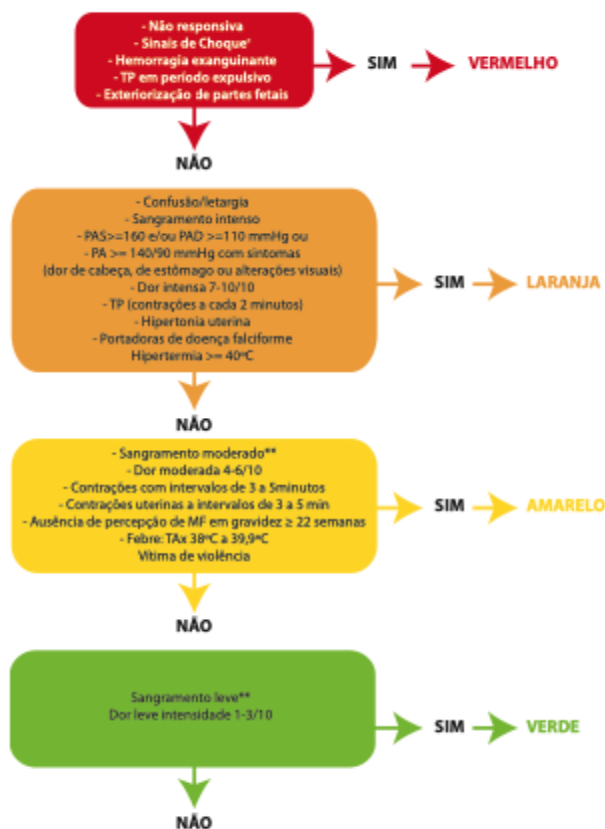 - Não responsiva
- Sinais de Choque*
- Hemorragia exanguinante
- TP em período expulsivo
- Exteriorização de partes fetais
SIM
VERMELHO
NÃO
- Confusão/letargia
- Sangramento intenso
- PAS>=160 e/ou PAD >=110 mmHg ou
- PA >= 140/90 mmHg com sintomas
(dor de cabeça, de estômago ou alterações visuais)
- Dor intensa 7-10/10
- TP (contrações a cada 2 minutos)
- Hipertonia uterina
- Portadoras de doença falciforme
Hipertermia >= 40ºC
SIM
LARANJA
NÃO
- Sangramento moderado**
- Dor moderada 4-6/10
- Contrações com intervalos de 3 a 5minutos
- Contrações uterinas a intervalos de 3 a 5 min
- Ausência de percepção de MF em gravidez ≥ 22 semanas
- Febre: TAx 38ºC a 39,9ºC
Vítima de violência
SIM
AMARELO
NÃO
Sangramento leve**
Dor leve intensidade 1-3/10
SIM
VERDE
NÃO